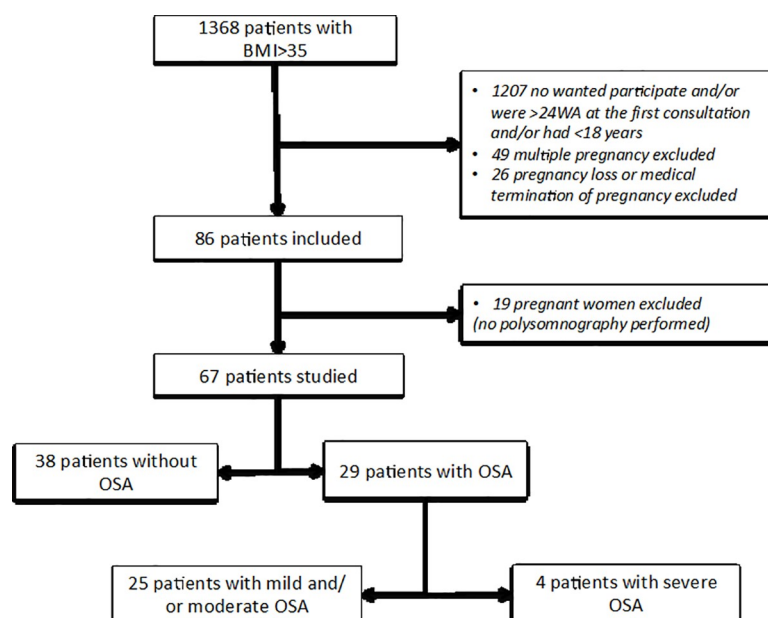 1368 patients with
BMI>35
• 1207 no wanted participate and/or
were >24WA at the first consultation
and/or had <18 years
• 49 multiple pregnancy excluded
• 26 pregnancy loss or medical
termination of pregnancy excluded
86 patients included
• 19 pregnant women excluded
(no polysomnography performed)
67 patients studied
38 patients without
OSA
29 patients with OSA
25 patients with mild and/
or moderate OSA
4 patients with severe
OSA